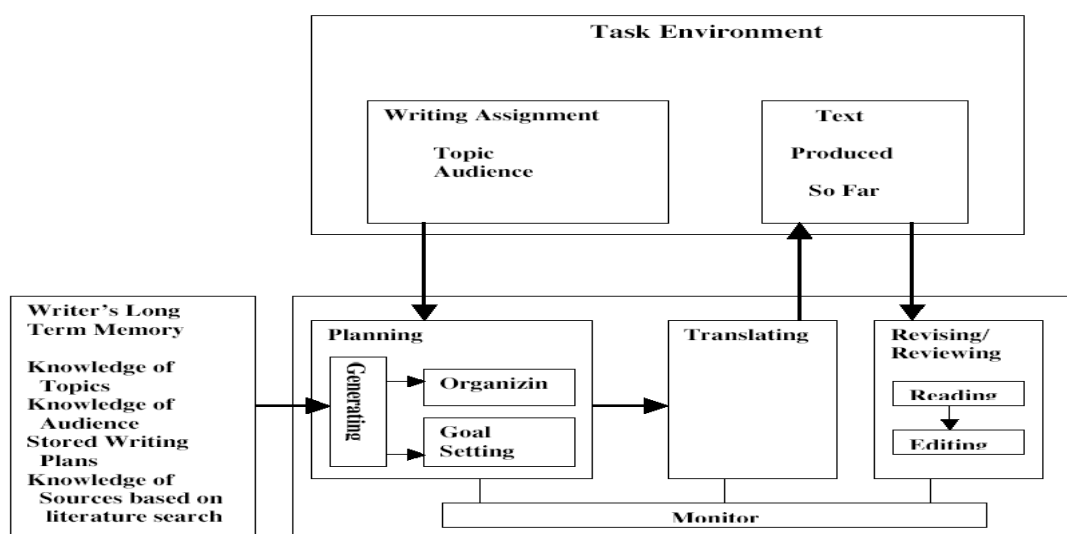 Task Environment
Writing Assignment
Topic
Audience
Text
Produced
So Far
Writer's Long
Term Memory
Knowledge of
Topics
Knowledge of
Audience
Stored Writing
Plans
Knowledge of
Sources based on
literature search
Planning
Generating
Organizin
Goal
Setting
Translating
Revising/
Reviewing
Reading
Editing
Monitor